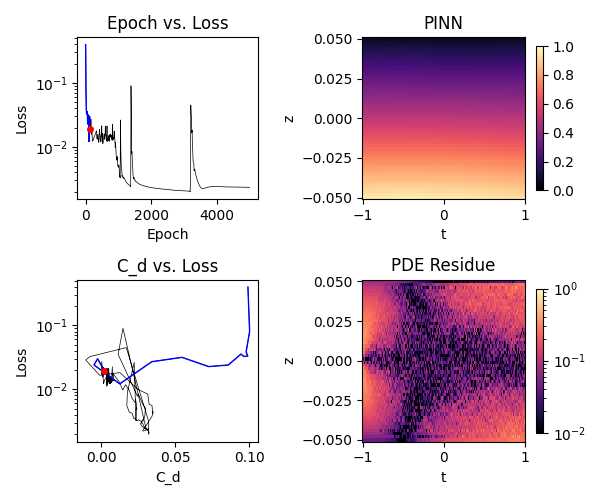 Epoch vs. Loss
Loss
10⁻¹
10⁻²
0
2000
4000
Epoch
PINN
z
0.050
0.025
0.000
−0.025
−0.050
−1
0
1
t
1.0
0.8
0.6
0.4
0.2
0.0
C_d vs. Loss
Loss
10⁻¹
10⁻²
0.00
0.05
0.10
C_d
PDE Residue
z
0.050
0.025
0.000
−0.025
−0.050
−1
0
1
t
10⁰
10⁻¹
10⁻²